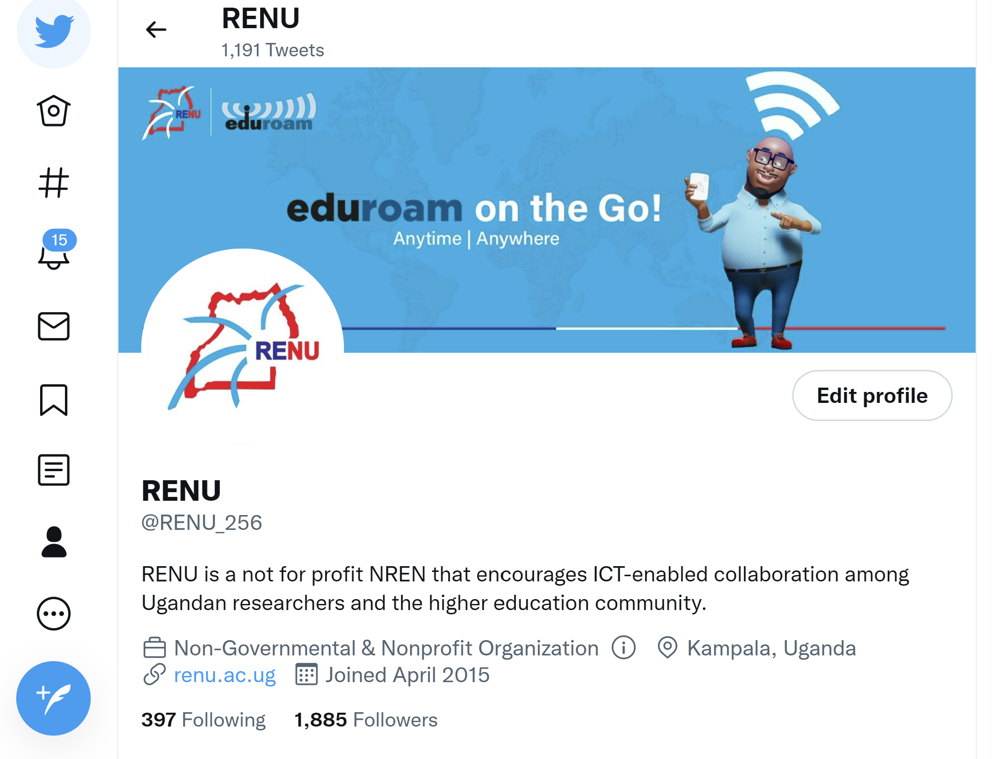 RENU
1,191 Tweets
RENU
eduroam
eduroam on the Go!
Anytime | Anywhere
15
RENU
Edit profile
RENU
@RENU_256
RENU is a not for profit NREN that encourages ICT-enabled collaboration among
Ugandan researchers and the higher education community.
Non-Governmental & Nonprofit Organization Kampala, Uganda
renu.ac.ug Joined April 2015
397 Following 1,885 Followers